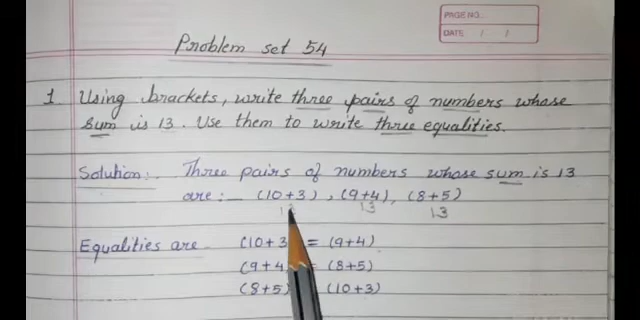 PAGE NO.
DATE / /
Problem set 54
1 Using brackets, write three pairs of numbers whose
sum is 13. Use them to write three equalities.
Solution:- Three pairs of numbers whose sum is 13
are:- (10+3), (9+4), (8+5)
13 13
Equalities are (10+3 = (9+4)
(9+4 = (8+5)
(8+5) (10+3)